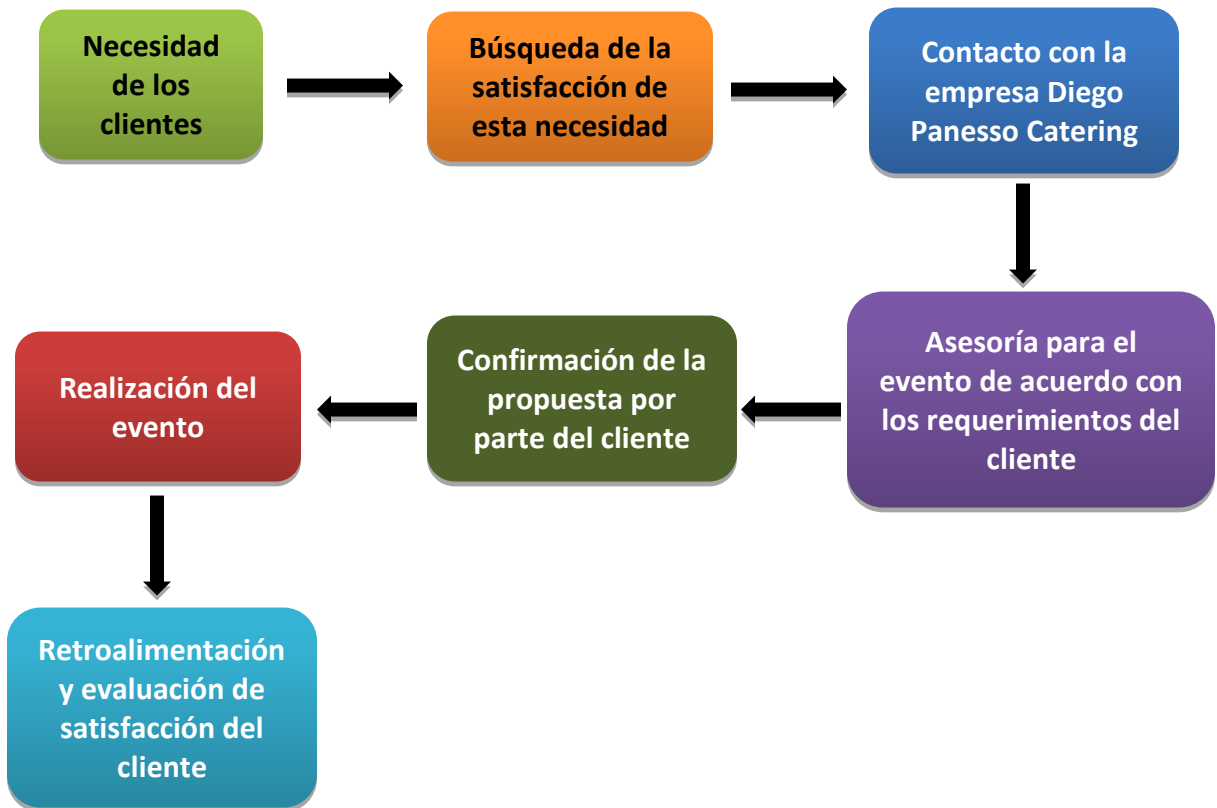 Necesidad
de los
clientes
Búsqueda de la
satisfacción de
esta necesidad
Contacto con la
empresa Diego
Panesso Catering
Asesoría para el
evento de acuerdo con
los requerimientos del
cliente
Confirmación de la
propuesta por
parte del cliente
Realización del
evento
Retroalimentación
y evaluación de
satisfacción del
cliente